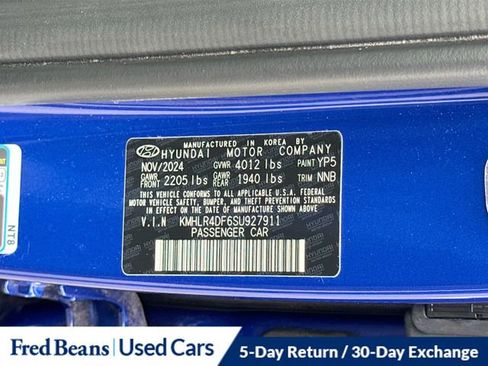 MANUFACTURED IN KOREA BY
HYUNDAI MOTOR COMPANY
NOV/2024 GVWR 4012 lbs PAINT YP5
GAWR FRONT 2205 lbs GAWR REAR 1940 lbs TRIM NNB
THIS VEHICLE CONFORMS TO ALL APPLICABLE U.S.A. FEDERAL
MOTOR VEHICLE SAFETY, BUMPER, AND THEFT PREVENTION
STANDARDS IN EFFECT ON THE DATE OF MANUFACTURE SHOWN ABOVE.
V.I.N KMHLR4DF6SU927911
PASSENGER CAR
NT8
Fred Beans | Used Cars
5-Day Return / 30-Day Exchange